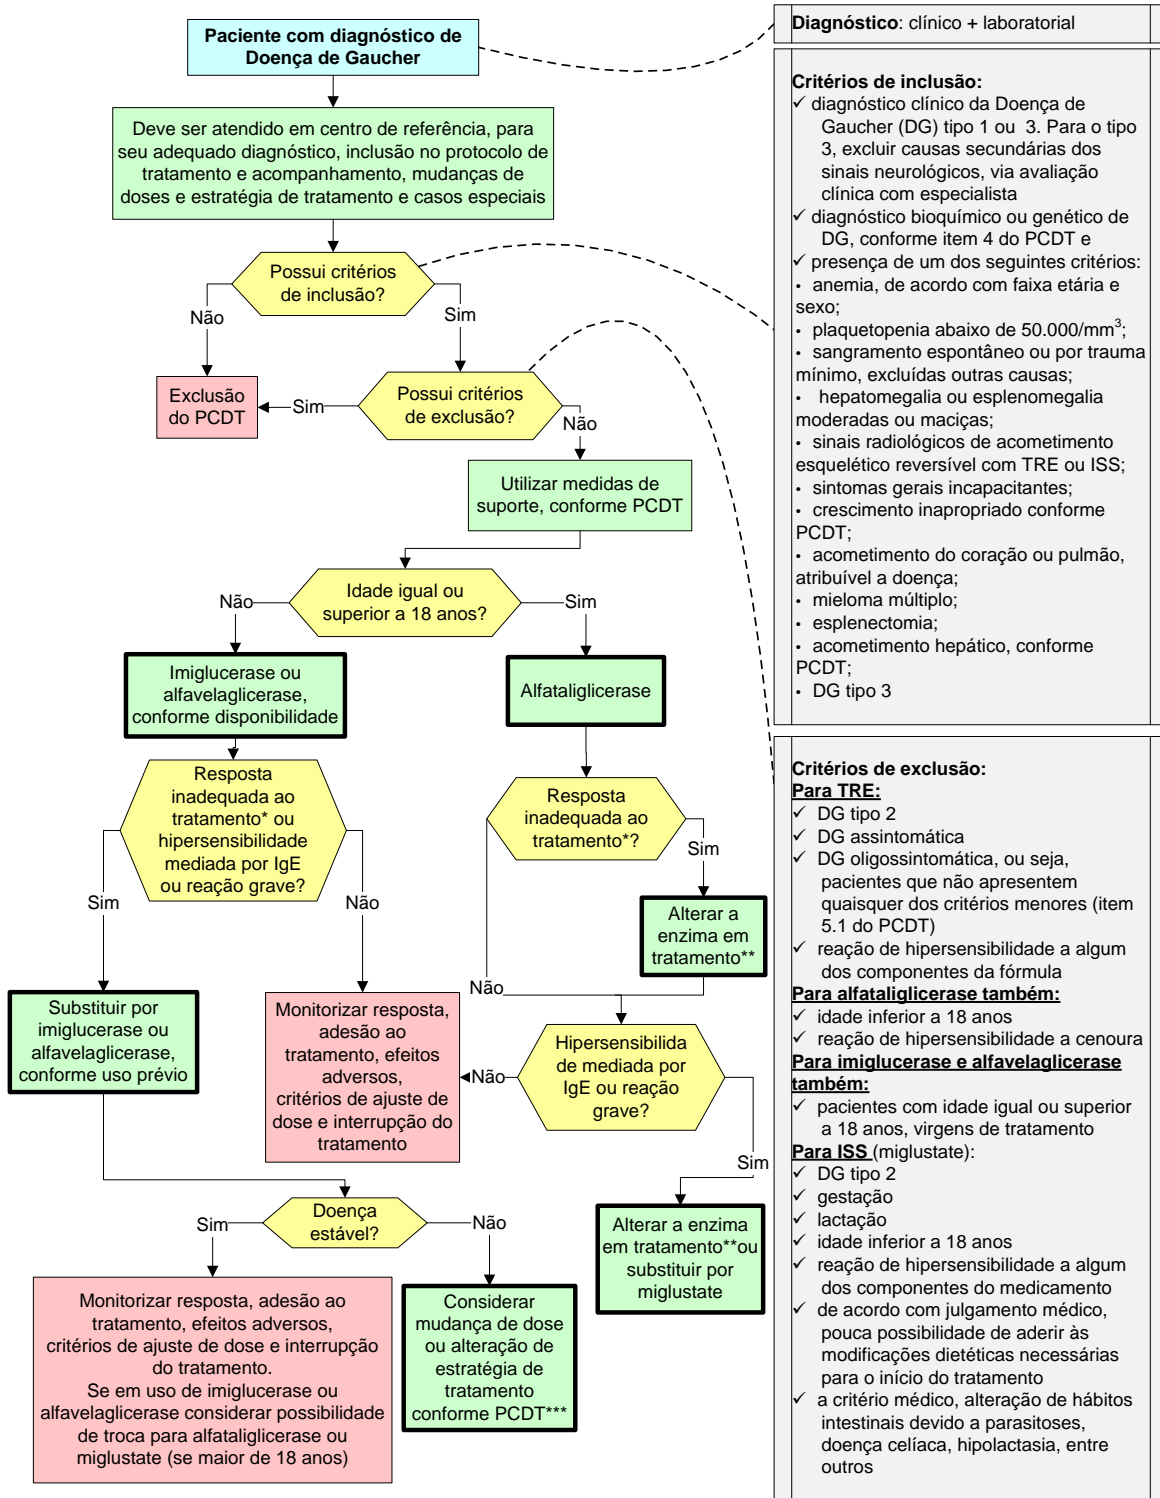 Paciente com diagnóstico de
Doença de Gaucher
Deve ser atendido em centro de referência, para
seu adequado diagnóstico, inclusão no protocolo de
tratamento e acompanhamento, mudanças de
doses e estratégia de tratamento e casos especiais
Possui critérios
de inclusão?
Não
Sim
Exclusão
do PCDT
Sim
Possui critérios
de exclusão?
Não
Utilizar medidas de
suporte, conforme PCDT
Idade igual ou
superior a 18 anos?
Não
Sim
Imiglucerase ou
alfavelaglicerase,
conforme disponibilidade
Alfataliglicerase
Resposta
inadequada ao
tratamento* ou
hipersensibilidade
mediada por IgE
ou reação grave?
Sim
Não
Resposta
inadequada ao
tratamento*?
Sim
Não
Alterar a
enzima em
tratamento**
Substituir por
imiglucerase ou
alfavelaglicerase,
conforme uso prévio
Monitorizar resposta,
adesão ao
tratamento, efeitos
adversos,
critérios de ajuste de
dose e interrupção do
tratamento
Não
Hipersensibilida
de mediada por
IgE ou reação
grave?
Sim
Doença
estável?
Sim
Não
Alterar a enzima
em tratamento**ou
substituir por
miglustate
Monitorizar resposta, adesão ao
tratamento, efeitos adversos,
critérios de ajuste de dose e interrupção
do tratamento.
Se em uso de imiglucerase ou
alfavelaglicerase considerar possibilidade
de troca para alfataliglicerase ou
miglustate (se maior de 18 anos)
Considerar
mudança de dose
ou alteração de
estratégia de
tratamento
conforme PCDT***
Diagnóstico: clínico + laboratorial
Critérios de inclusão:
✓ diagnóstico clínico da Doença de
Gaucher (DG) tipo 1 ou 3. Para o tipo
3, excluir causas secundárias dos
sinais neurológicos, via avaliação
clínica com especialista
✓ diagnóstico bioquímico ou genético de
DG, conforme item 4 do PCDT e
✓ presença de um dos seguintes critérios:
• anemia, de acordo com faixa etária e
sexo;
• plaquetopenia abaixo de 50.000/mm³;
• sangramento espontâneo ou por trauma
mínimo, excluídas outras causas;
• hepatomegalia ou esplenomegalia
moderadas ou maciças;
• sinais radiológicos de acometimento
esquelético reversível com TRE ou ISS;
• sintomas gerais incapacitantes;
• crescimento inapropriado conforme
PCDT;
• acometimento do coração ou pulmão,
atribuível a doença;
• mieloma múltiplo;
• esplenectomia;
• acometimento hepático, conforme
PCDT;
• DG tipo 3
Critérios de exclusão:
Para TRE:
✓ DG tipo 2
✓ DG assintomática
✓ DG oligossintomática, ou seja,
pacientes que não apresentem
quaisquer dos critérios menores (item
5.1 do PCDT)
✓ reação de hipersensibilidade a algum
dos componentes da fórmula
Para alfataliglicerase também:
✓ idade inferior a 18 anos
✓ reação de hipersensibilidade a cenoura
Para imiglucerase e alfavelaglicerase
também:
✓ pacientes com idade igual ou superior
a 18 anos, virgens de tratamento
Para ISS (miglustate):
✓ DG tipo 2
✓ gestação
✓ lactação
✓ idade inferior a 18 anos
✓ reação de hipersensibilidade a algum
dos componentes do medicamento
✓ de acordo com julgamento médico,
pouca possibilidade de aderir às
modificações dietéticas necessárias
para o início do tratamento
✓ a critério médico, alteração de hábitos
intestinais devido a parasitoses,
doença celíaca, hipolactasia, entre
outros